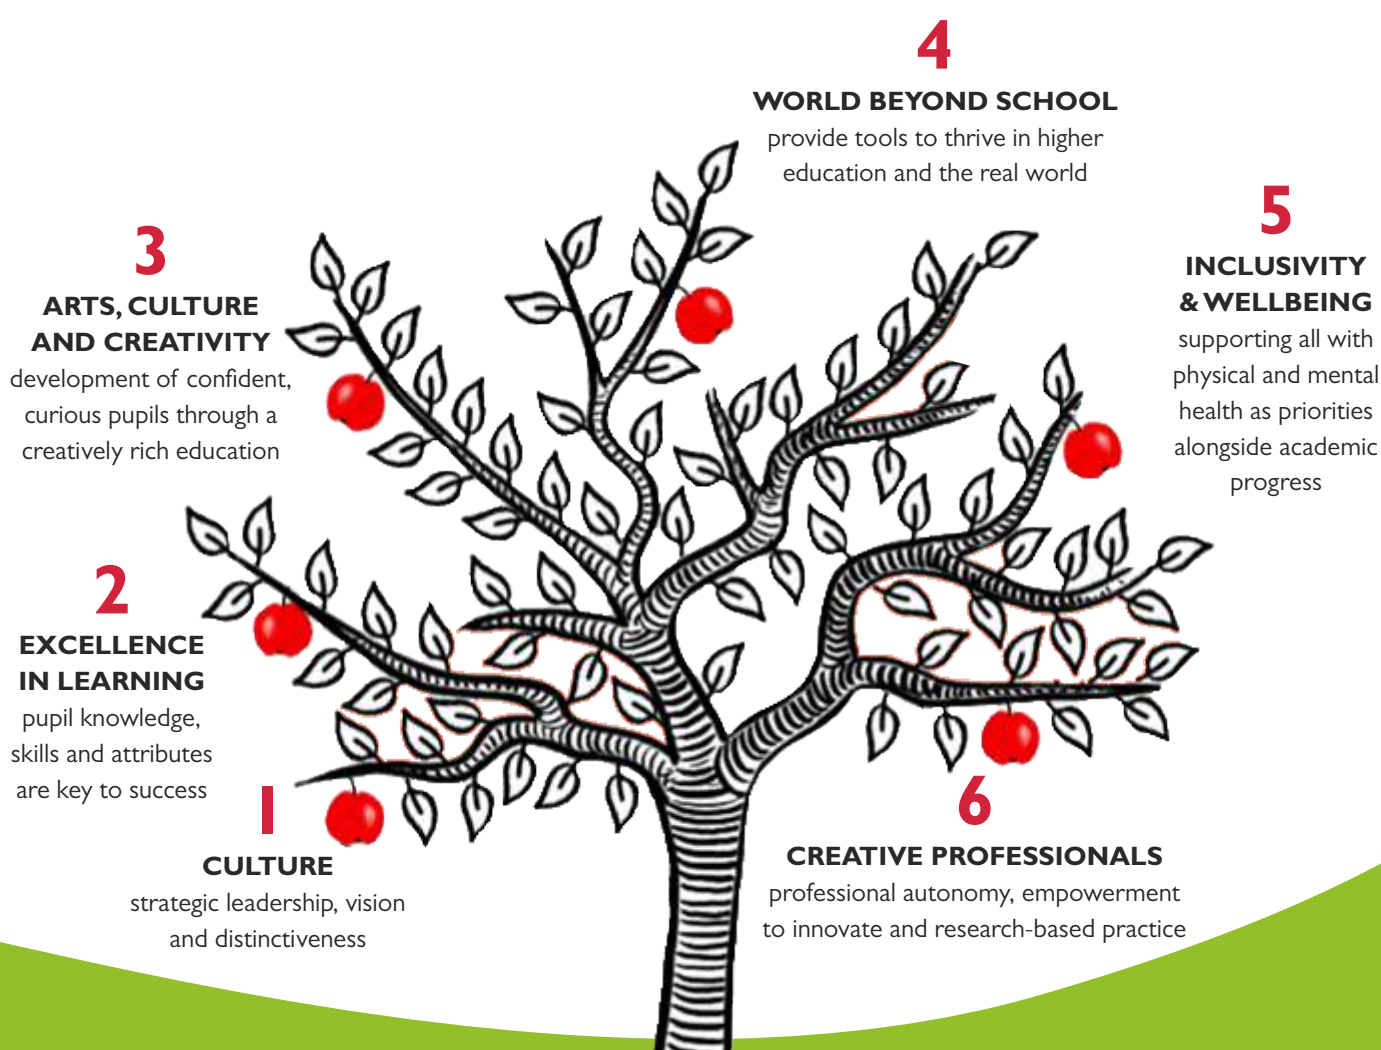 1
CULTURE
strategic leadership, vision
and distinctiveness
2
EXCELLENCE
IN LEARNING
pupil knowledge,
skills and attributes
are key to success
3
ARTS, CULTURE
AND CREATIVITY
development of confident,
curious pupils through a
creatively rich education
4
WORLD BEYOND SCHOOL
provide tools to thrive in higher
education and the real world
5
INCLUSIVITY
& WELLBEING
supporting all with
physical and mental
health as priorities
alongside academic
progress
6
CREATIVE PROFESSIONALS
professional autonomy, empowerment
to innovate and research-based practice